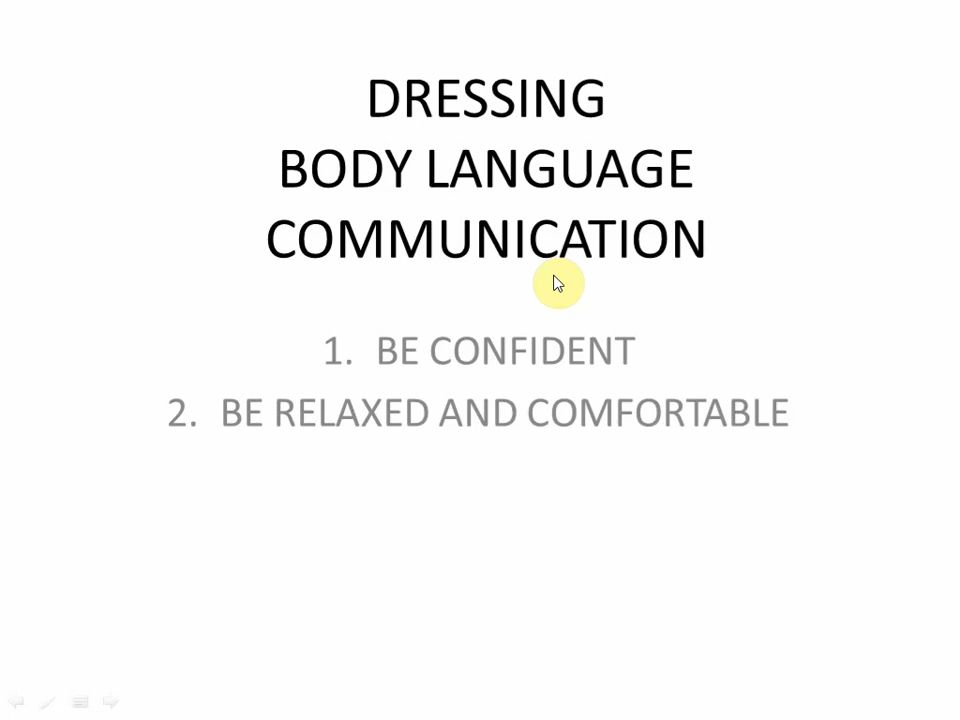 DRESSING
BODY LANGUAGE
COMMUNICATION
1. BE CONFIDENT
2. BE RELAXED AND COMFORTABLE